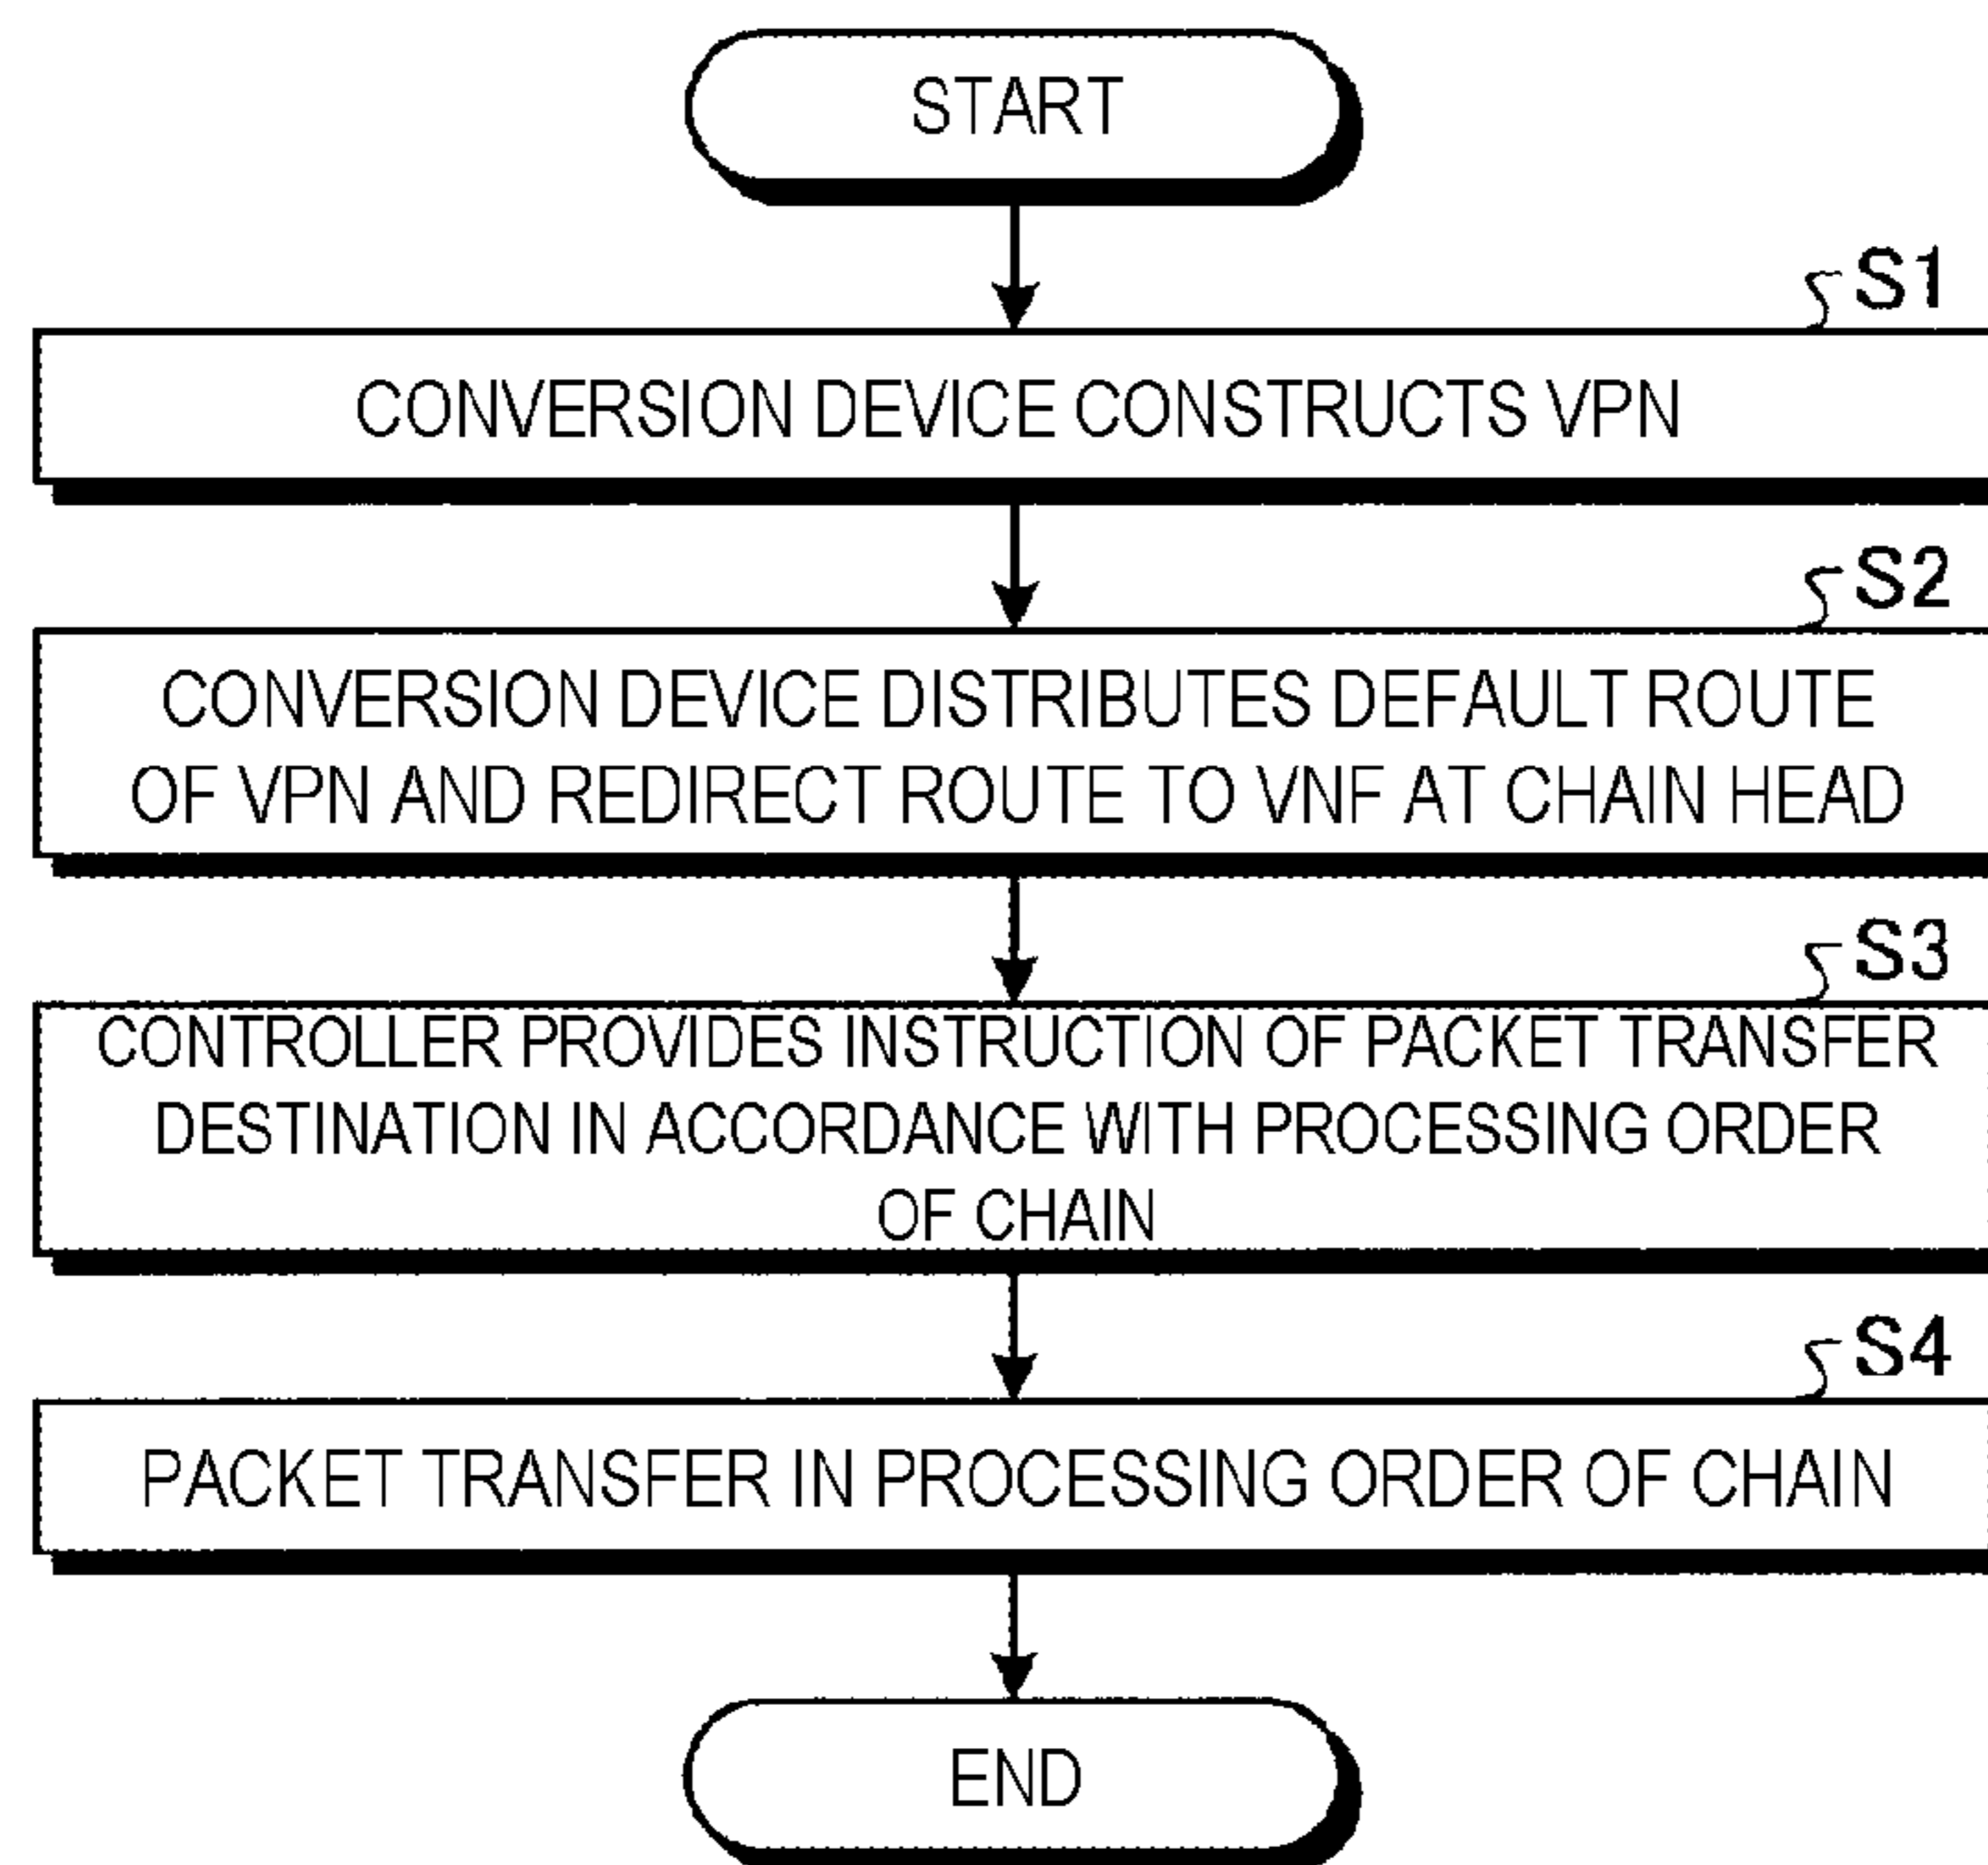 START
S1
CONVERSION DEVICE CONSTRUCTS VPN
S2
CONVERSION DEVICE DISTRIBUTES DEFAULT ROUTE
OF VPN AND REDIRECT ROUTE TO VNF AT CHAIN HEAD
S3
CONTROLLER PROVIDES INSTRUCTION OF PACKET TRANSFER
DESTINATION IN ACCORDANCE WITH PROCESSING ORDER
OF CHAIN
S4
PACKET TRANSFER IN PROCESSING ORDER OF CHAIN
END